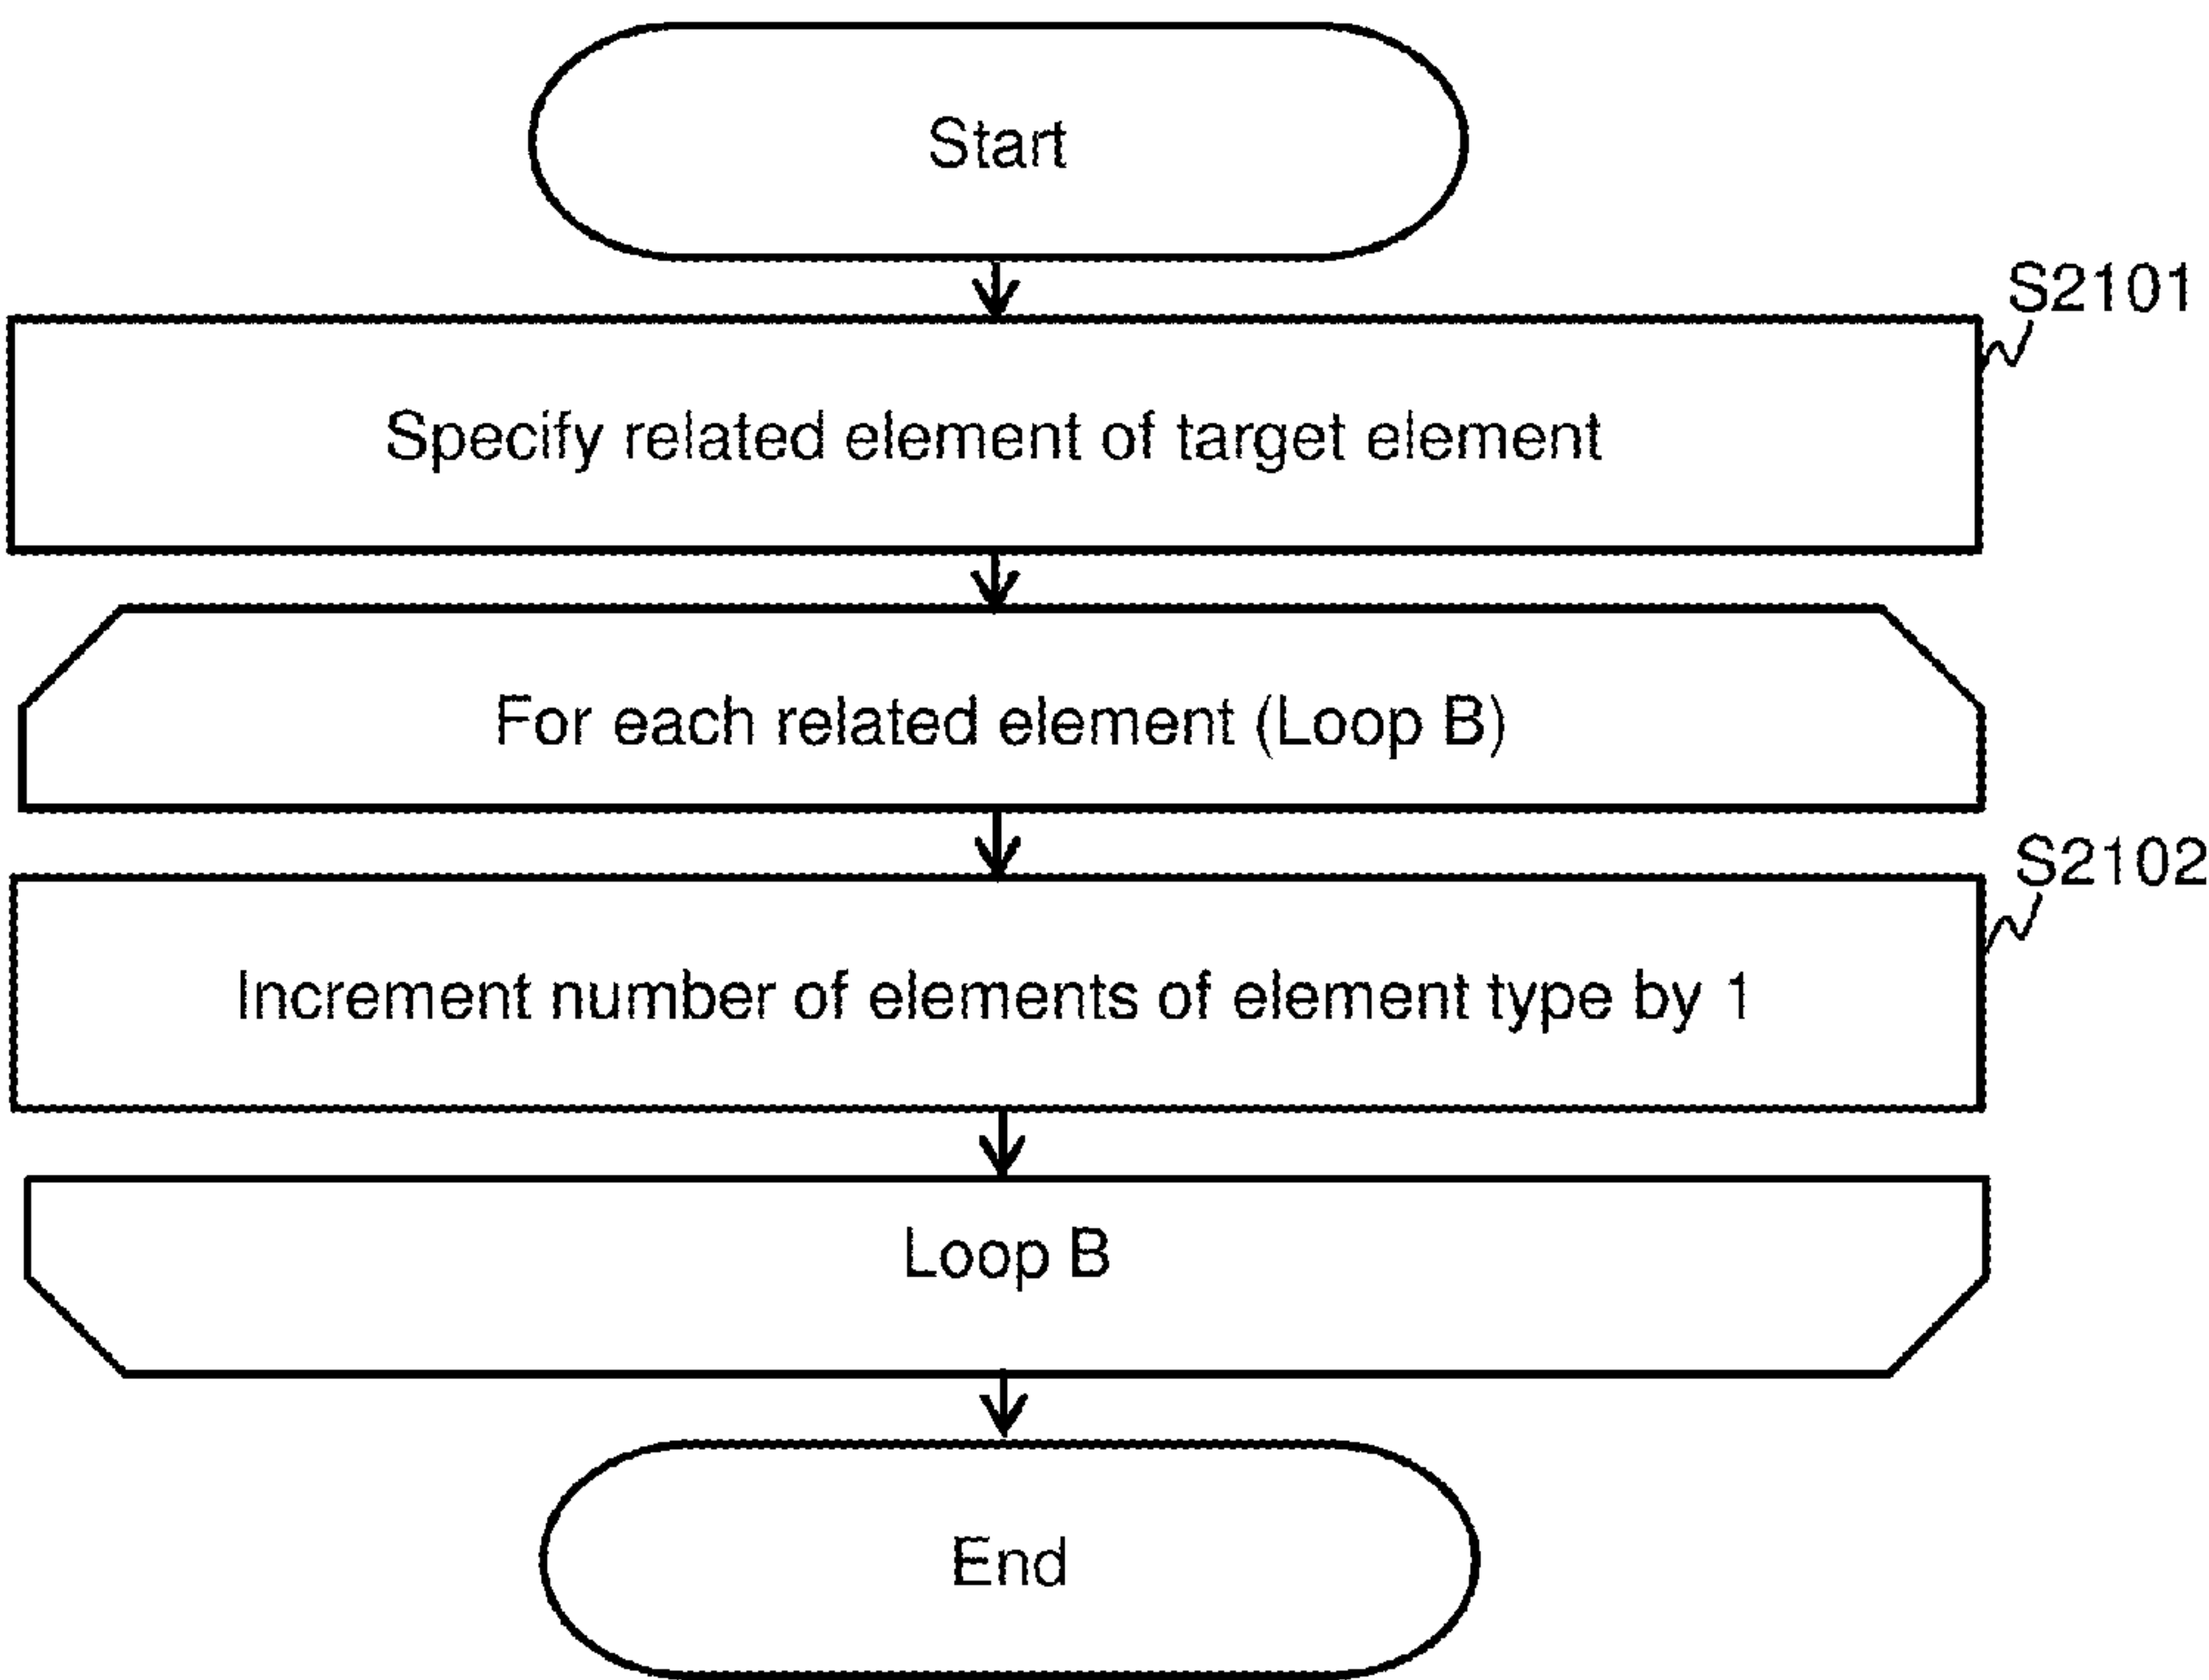 Start
S2101
Specify related element of target element
For each related element (Loop B)
S2102
Increment number of elements of element type by 1
Loop B
End